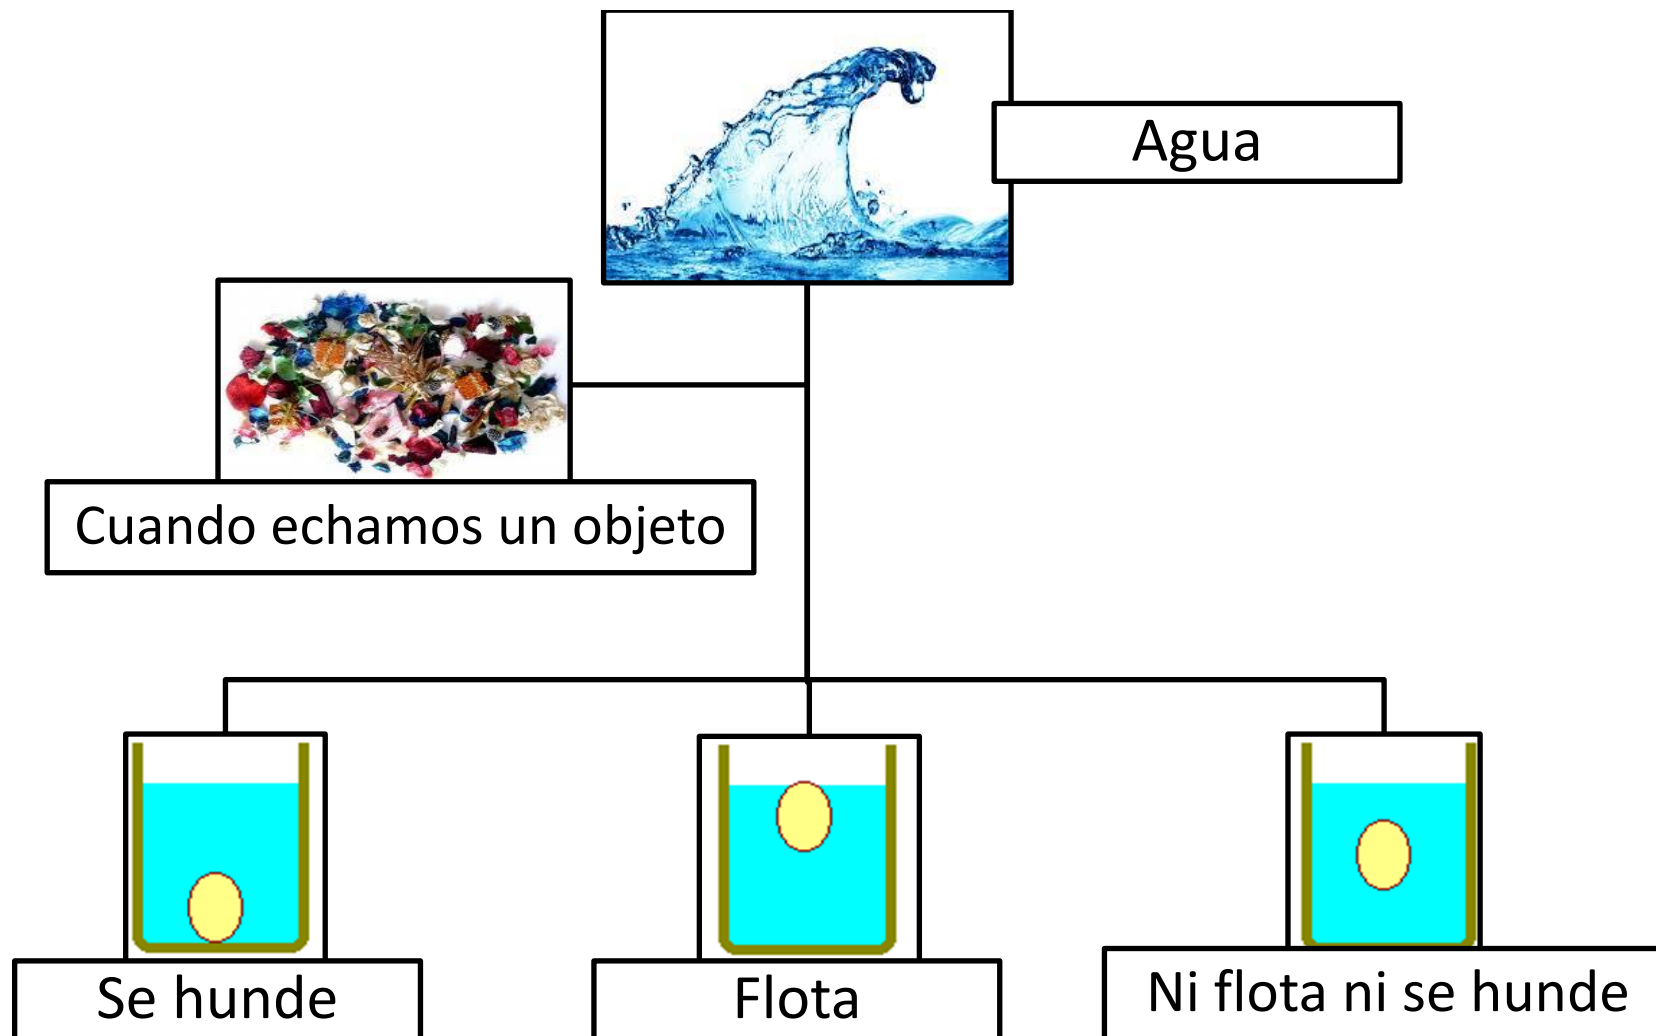 Agua
Cuando echamos un objeto
Se hunde
Flota
Ni flota ni se hunde